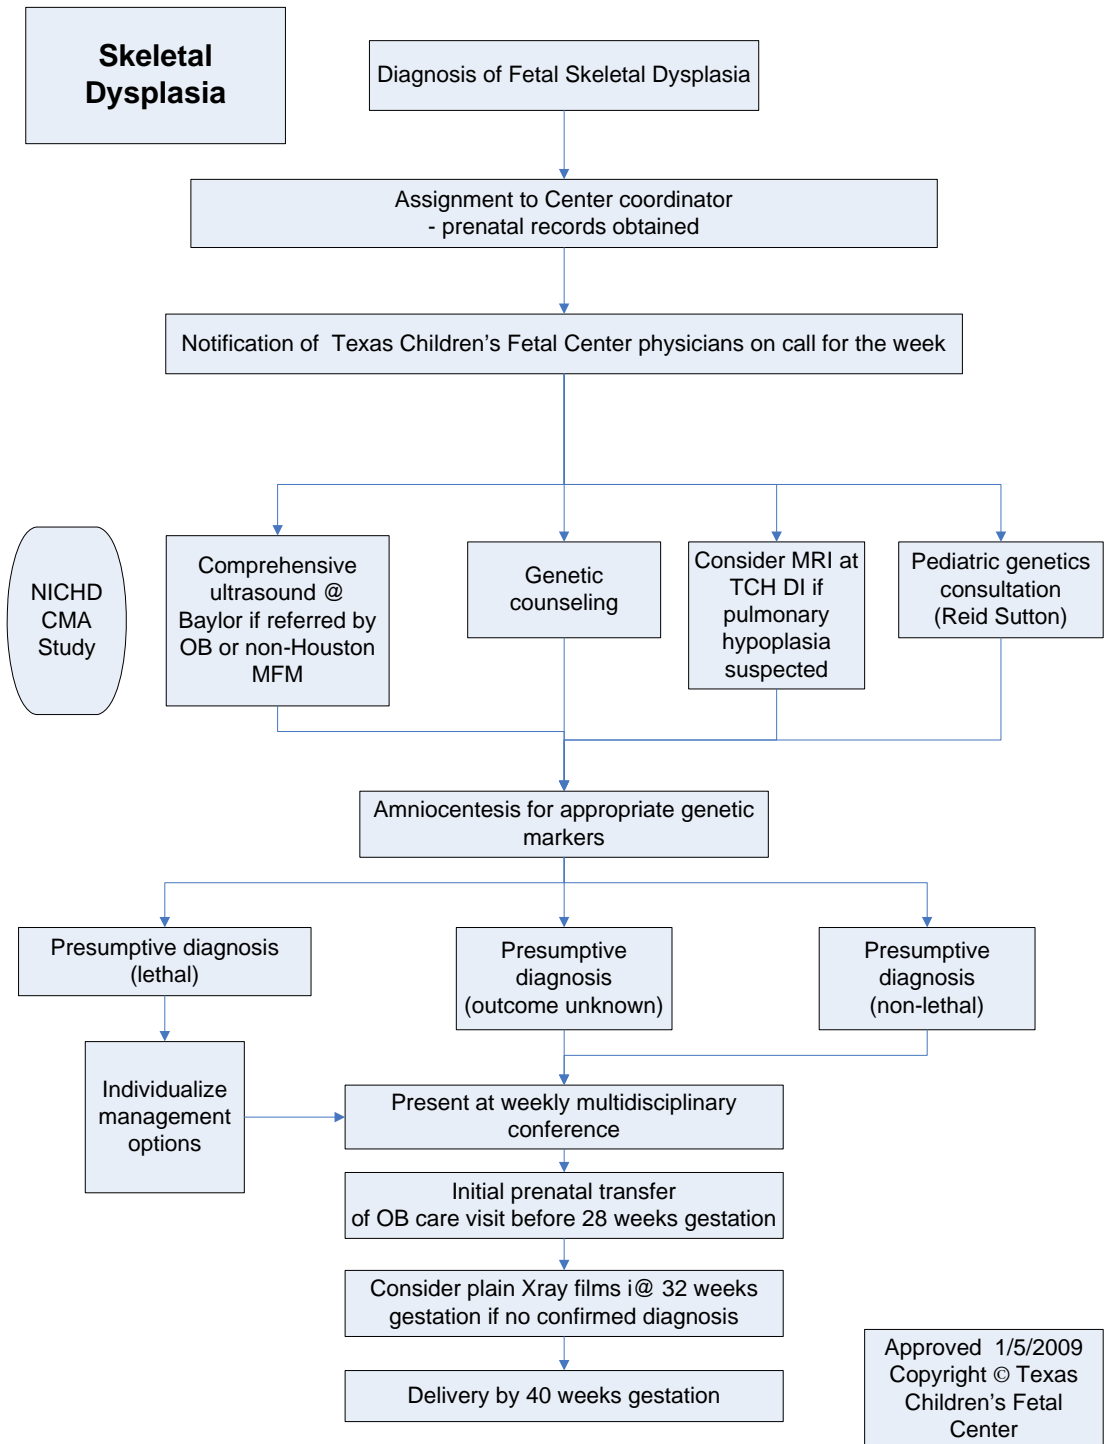 Skeletal
Dysplasia
Diagnosis of Fetal Skeletal Dysplasia
Assignment to Center coordinator
- prenatal records obtained
Notification of  Texas Children's Fetal Center physicians on call for the week
NICHD
CMA
Study
Comprehensive
ultrasound @
Baylor if referred by
OB or non-Houston
MFM
Genetic
counseling
Consider MRI at
TCH DI if
pulmonary
hypoplasia
suspected
Pediatric genetics
consultation
(Reid Sutton)
Amniocentesis for appropriate genetic
markers
Presumptive diagnosis
(lethal)
Presumptive
diagnosis
(outcome unknown)
Presumptive
diagnosis
(non-lethal)
Individualize
management
options
Present at weekly multidisciplinary
conference
Initial prenatal transfer
of OB care visit before 28 weeks gestation
Consider plain Xray films i@ 32 weeks
gestation if no confirmed diagnosis
Delivery by 40 weeks gestation
Approved  1/5/2009
Copyright © Texas
Children's Fetal
Center